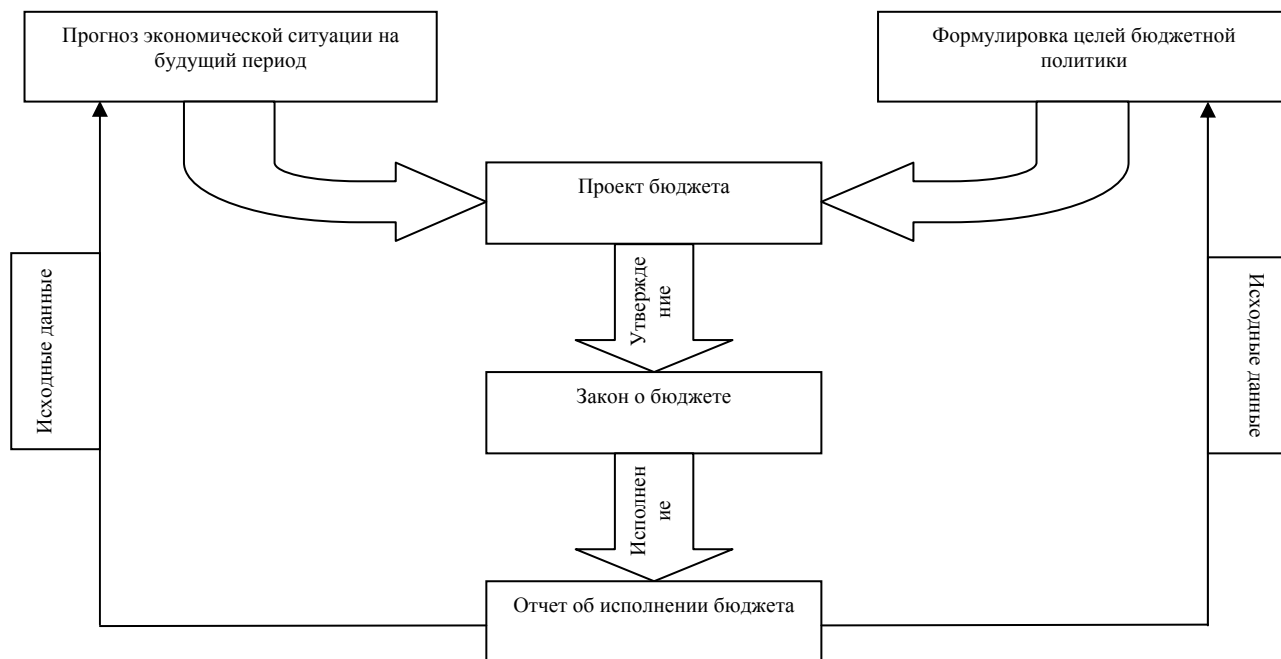 Прогноз экономической ситуации на
будущий период
Формулировка целей бюджетной
политики
Проект бюджета
Утвержде
ние
Исходные данные
Исходные данные
Закон о бюджете
Исполнен
ие
Отчет об исполнении бюджета